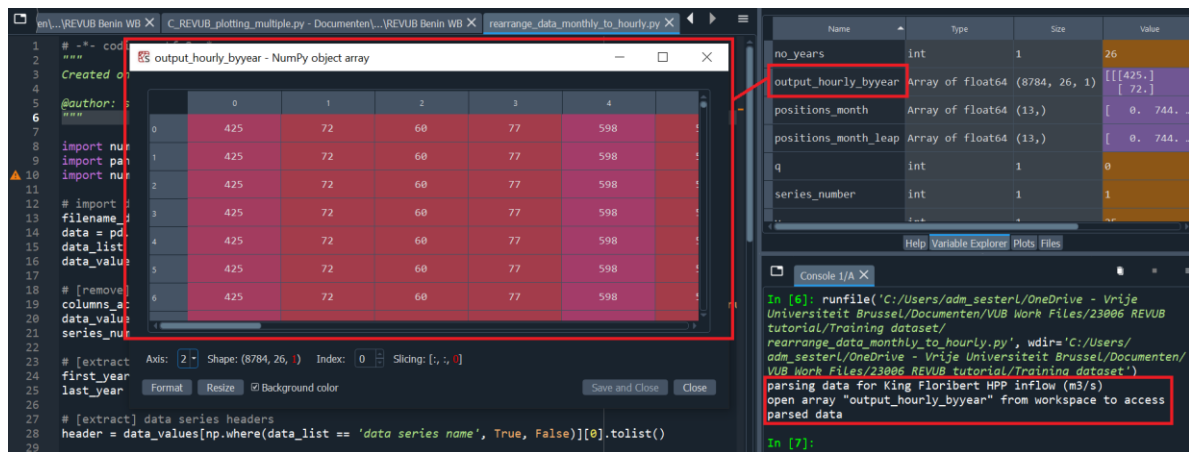 en\...\REVUB Benin WB X C_REVUB_plotting_multiple.py - Documenten\...\REVUB Benin WB X rearrange_data_monthly_to_hourly.py X
1 # -*- cod
2 """
3 Created on
4
5 @author: s
6 """
7
8 import num
9 import pan
10 import num
11
12 # import d
13 filename_d
14 data = pd.
15 data_list
16 data_value
17
18 # [remove]
19 columns_ac
20 data_value
21 series_num
22
23 # [extract
24 first_year
25 last_year
26
27 # [extract] data series headers
28 header = data_values[np.where(data_list == 'data series name', True, False)][0].tolist()
29
output_hourly_byyear - NumPy object array
0 1 2 3 4
0 425 72 60 77 598
1 425 72 60 77 598
2 425 72 60 77 598
3 425 72 60 77 598
4 425 72 60 77 598
5 425 72 60 77 598
6 425 72 60 77 598
Axis: 2 Shape: (8784, 26, 1) Index: 0 Slicing: [:, :, 0]
Format Resize Background color Save and Close Close
Name Type Size Value
no_years int 1 26
output_hourly_byyear Array of float64 (8784, 26, 1) [[[425.]
[ 72.]
positions_month Array of float64 (13,) [ 0. 744. ..
positions_month_leap Array of float64 (13,) [ 0. 744. ..
q int 1 0
series_number int 1 1
Help Variable Explorer Plots Files
Console 1/A X
In [6]: runfile('C:/Users/adm_sesterl/OneDrive - Vrije
Universiteit Brussel/Documenten/VUB Work Files/23006 REVUB
tutorial/Training dataset/
rearrange_data_monthly_to_hourly.py', wdir='C:/Users/
adm_sesterl/OneDrive - Vrije Universiteit Brussel/Documenten/
VUB Work Files/23006 REVUB tutorial/Training dataset')
parsing data for King Floribert HPP inflow (m3/s)
open array "output_hourly_byyear" from workspace to access
parsed data
In [7]: